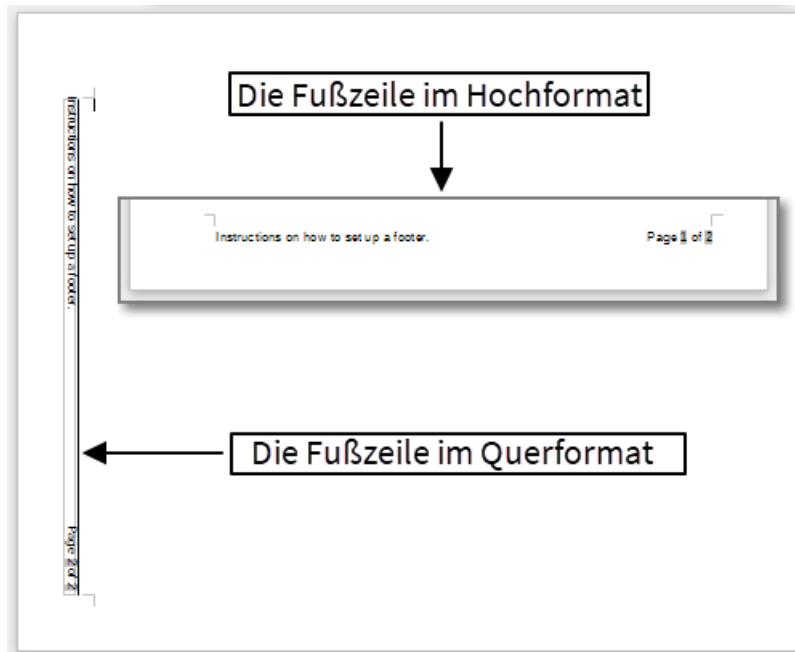 Die Fußzeile im Hochformat
Instructions on how to set up a footer.
Page 1 of 2
Die Fußzeile im Querformat
Instructions on how to set up a footer.
Page 2 of 2